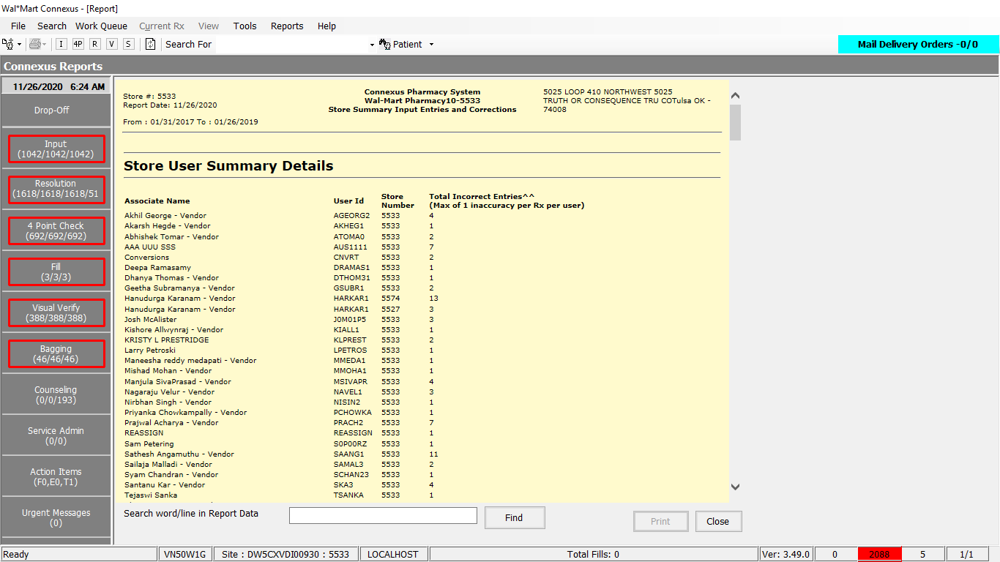 Wal*Mart Connexus - [Report]
File Search Work Queue Current Rx View Tools Reports Help
I 4P R V S Search For Patient Mail Delivery Orders -0/0
Connexus Reports
11/26/2020 6:24 AM
Drop-Off
Input
(1042/1042/1042)
Resolution
(1618/1618/1618/51
4 Point Check
(692/692/692)
Fill
(3/3/3)
Visual Verify
(388/388/388)
Bagging
(46/46/46)
Counseling
(0/0/193)
Service Admin
(0/0)
Action Items
(F0,E0,T1)
Urgent Messages
(0)
Store #: 5533
Report Date: 11/26/2020
From : 01/31/2017 To : 01/26/2019
Connexus Pharmacy System
Wal-Mart Pharmacy10-5533
Store Summary Input Entries and Corrections
5025 LOOP 410 NORTHWEST 5025
TRUTH OR CONSEQUENCE TRU COTulsa OK -
74008
Store User Summary Details
Associate Name User Id Store Number Total Incorrect Entries^^ (Max of 1 inaccuracy per Rx per user)
Akhil George - Vendor AGEORG2 5533 4
Akarsh Hegde - Vendor AKHEG1 5533 1
Abhishek Tomar - Vendor ATOMA0 5533 2
AAA UUU SSS AUS1111 5533 7
Conversions CNVRT 5533 2
Deepa Ramasamy DRAMAS1 5533 1
Dhanya Thomas - Vendor DTHOM31 5533 1
Geetha Subramanya - Vendor GSUBR1 5533 2
Hanudurga Karanam - Vendor HARKAR1 5574 13
Hanudurga Karanam - Vendor HARKAR1 5527 3
Josh McAlister J0M01P5 5533 3
Kishore Allwynraj - Vendor KIALL1 5533 1
KRISTY L PRESTRIDGE KLPREST 5533 2
Larry Petroski LPETROS 5533 1
Maneesha reddy medapati - Vendor MMEDA1 5533 1
Mishad Mohan - Vendor MMOHA1 5533 1
Manjula SivaPrasad - Vendor MSIVAPR 5533 4
Nagaraju Velur - Vendor NAVEL1 5533 3
Nirbhan Singh - Vendor NISIN2 5533 1
Priyanka Chowkampally - Vendor PCHOWKA 5533 1
Prajwal Acharya - Vendor PRACH2 5533 7
REASSIGN REASSIGN 5533 1
Sam Petering S0P00RZ 5533 1
Sathesh Angamuthu - Vendor SAANG1 5533 11
Sailaja Malladi - Vendor SAMAL3 5533 2
Syam Chandran - Vendor SCHAN23 5533 1
Santanu Kar - Vendor SKA3 5533 4
Tejaswi Sanka TSANKA 5533 1
Search word/line in Report Data Find Print Close
Ready VN50W1G Site : DW5CXVDI00930 : 5533 LOCALHOST Total Fills: 0 Ver: 3.49.0 0 2088 5 1/1